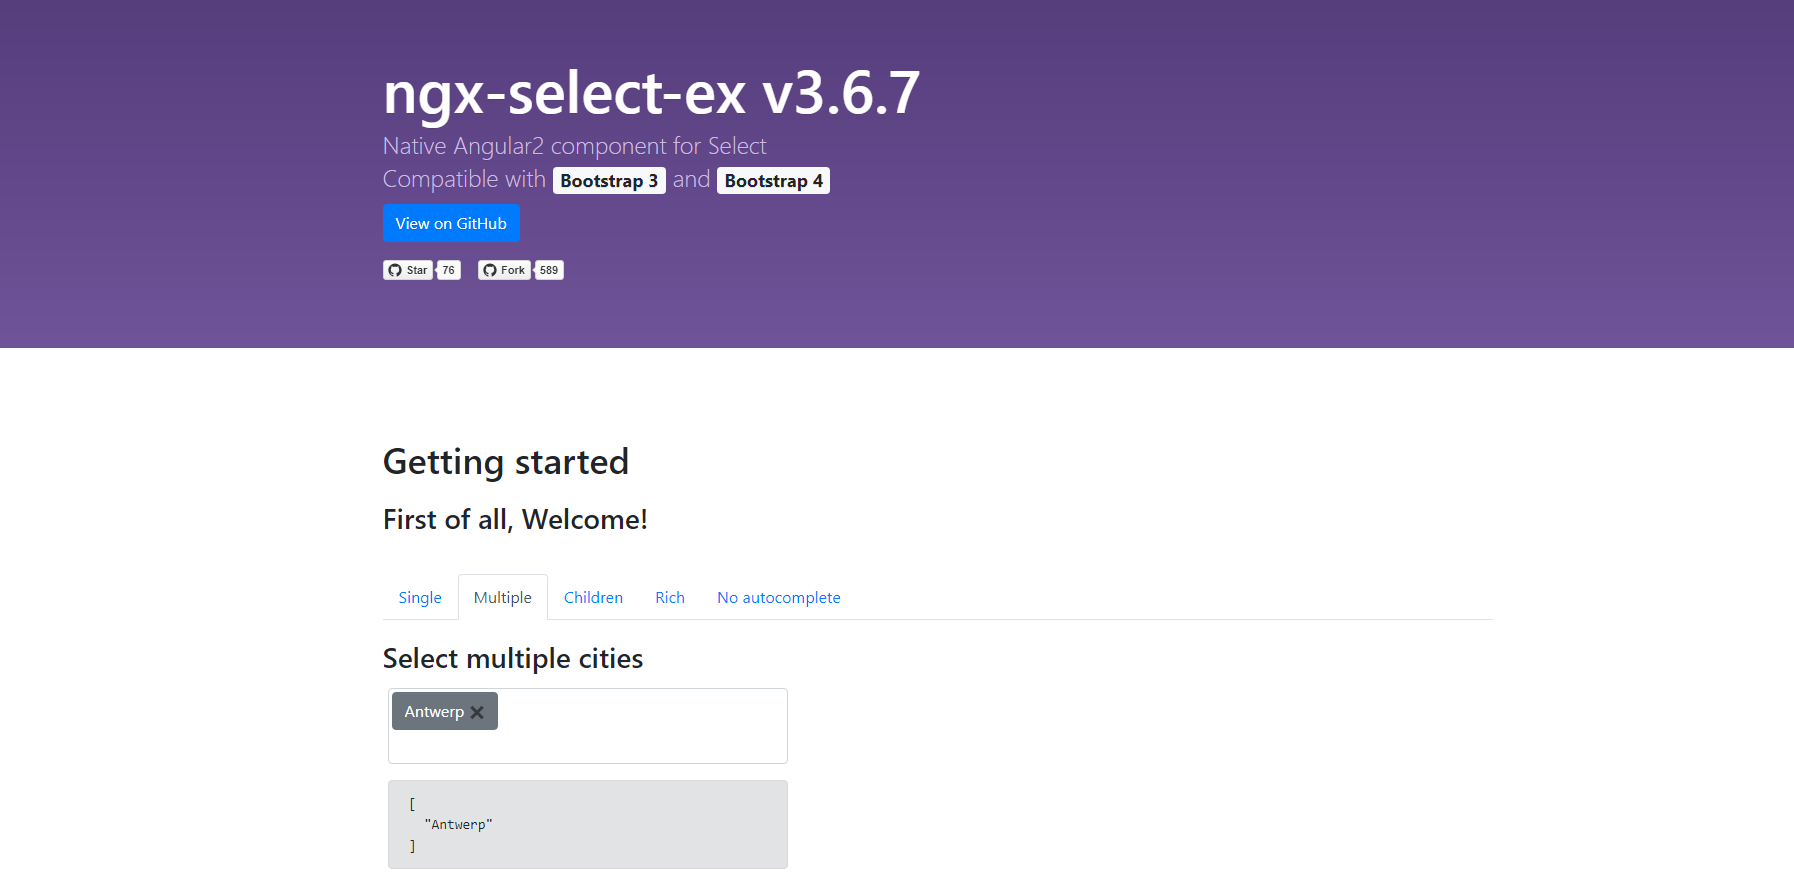 ngx-select-ex v3.6.7
Native Angular2 component for Select
Compatible with Bootstrap 3 and Bootstrap 4
View on GitHub
Star 76 Fork 589
Getting started
First of all, Welcome!
Single Multiple Children Rich No autocomplete
Select multiple cities
Antwerp ×
[
"Antwerp"
]